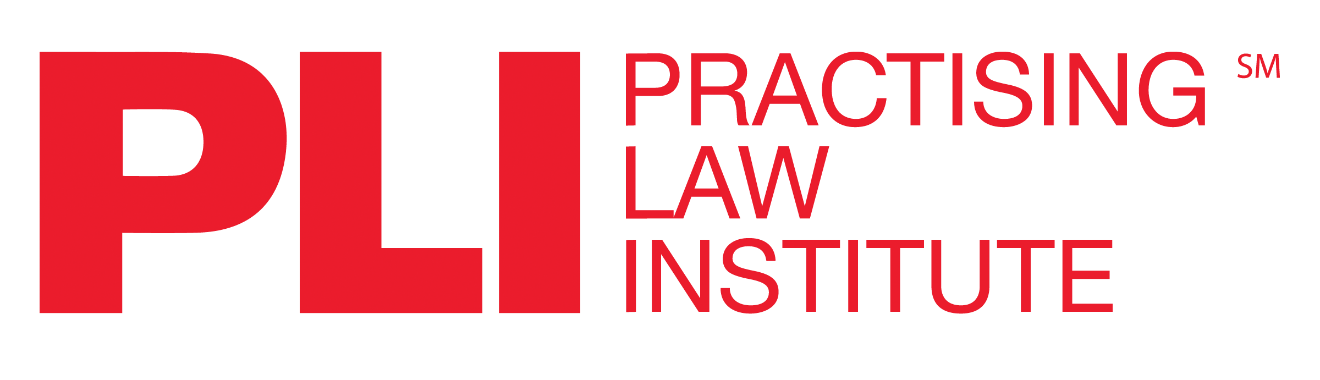 PLI
PRACTISING SM
LAW
INSTITUTE